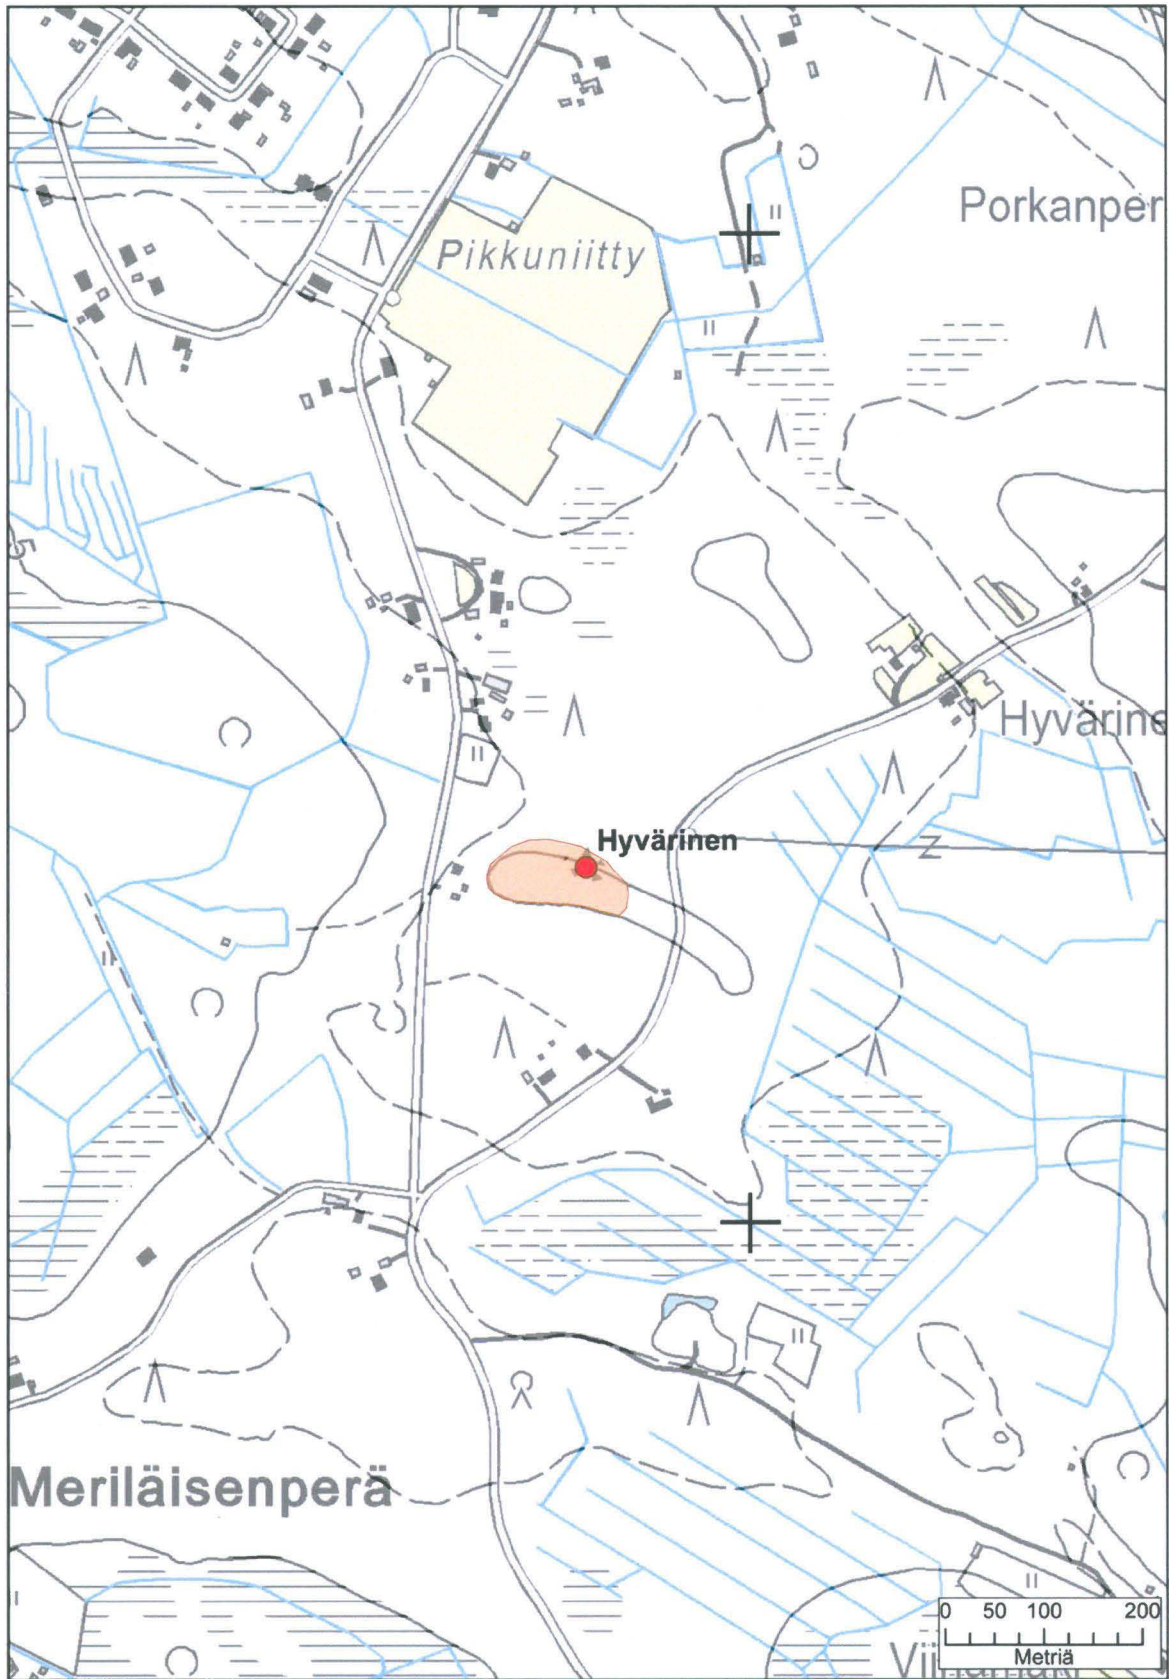 Porkanper
Pikkuniitty
Hyvärine
Hyvärinen
Z
Meriläisenperä
0 50 100 200
Metriä